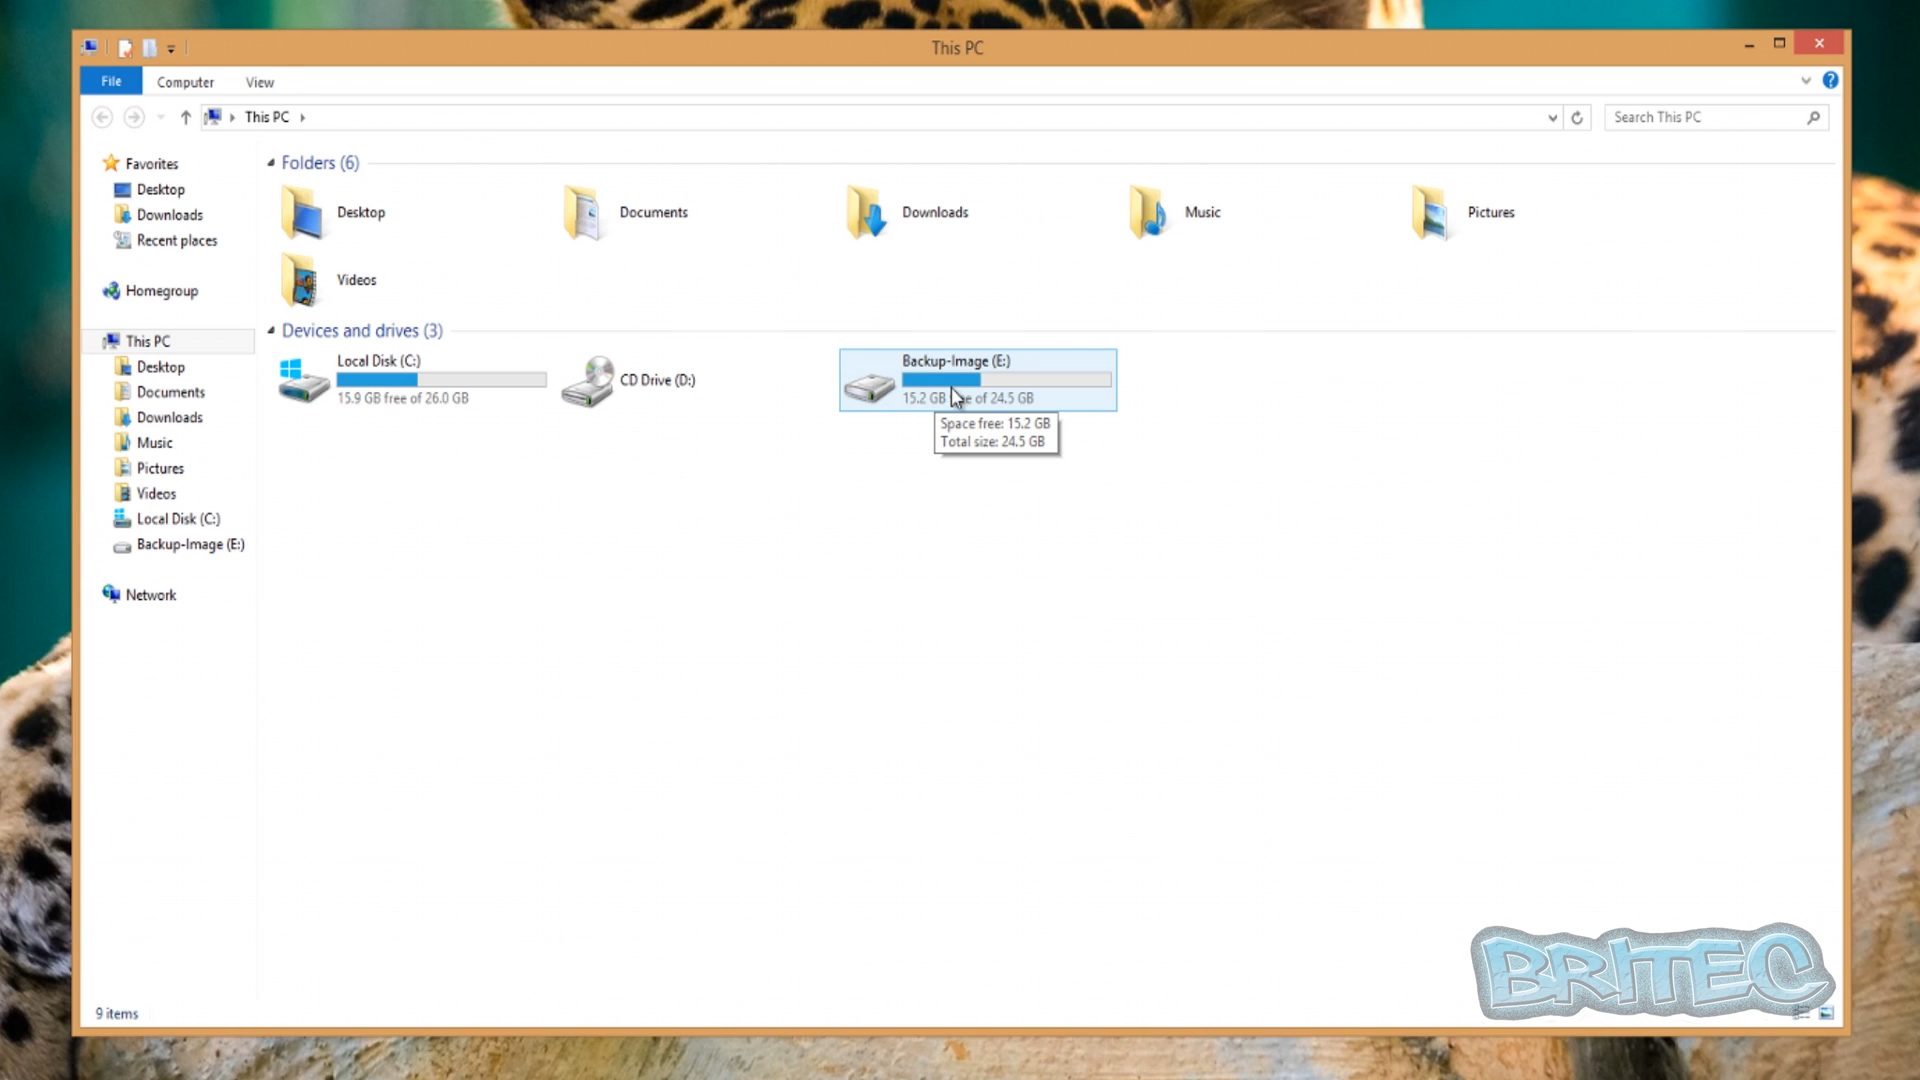 This PC
File Computer View
This PC
Search This PC
Favorites
Desktop
Downloads
Recent places
Homegroup
This PC
Desktop
Documents
Downloads
Music
Pictures
Videos
Local Disk (C:)
Backup-Image (E:)
Network
Folders (6)
Desktop
Documents
Downloads
Music
Pictures
Videos
Devices and drives (3)
Local Disk (C:)
15.9 GB free of 26.0 GB
CD Drive (D:)
Backup-Image (E:)
15.2 GB of 24.5 GB
Space free: 15.2 GB
Total size: 24.5 GB
9 items
BRITEC